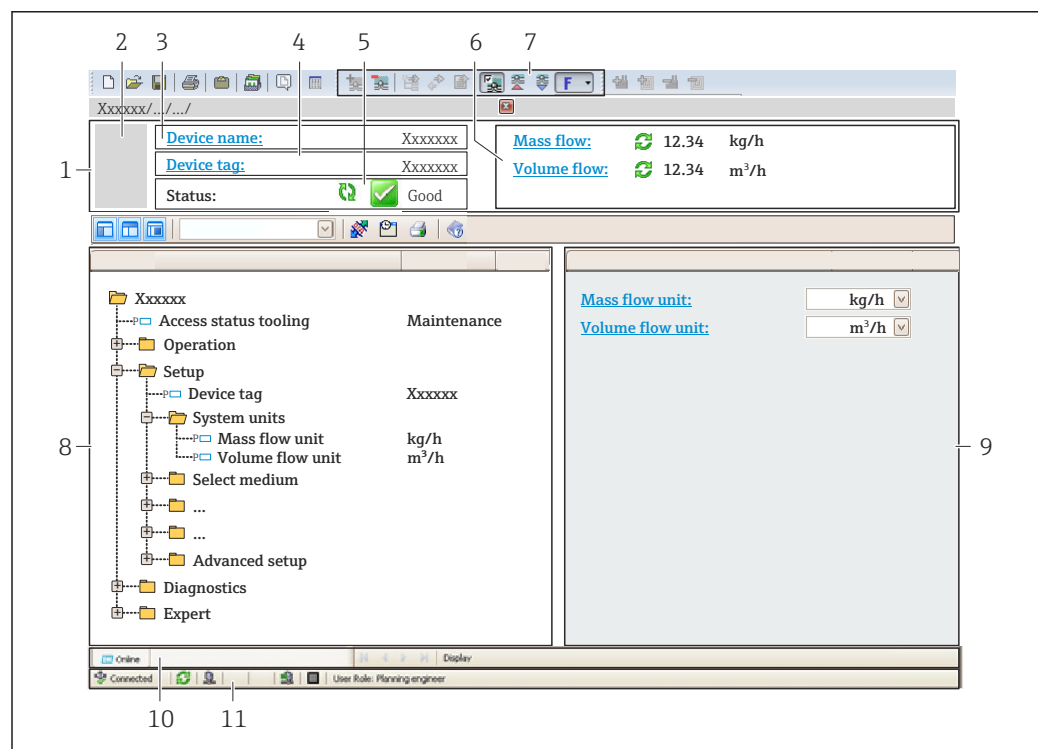 2 3 4 5 6 7
F
Xxxxxx/.../.../
1
Device name: Xxxxxxx
Device tag: Xxxxxxx
Status: Good
Mass flow: 12.34 kg/h
Volume flow: 12.34 m³/h
Xxxxxx
P Access status tooling Maintenance
Operation
Setup
P Device tag Xxxxxx
System units
P Mass flow unit kg/h
P Volume flow unit m³/h
Select medium
...
...
Advanced setup
Diagnostics
Expert
8
Mass flow unit: kg/h
Volume flow unit: m³/h
9
Online Display
Connected User Role: Planning engineer
10 11